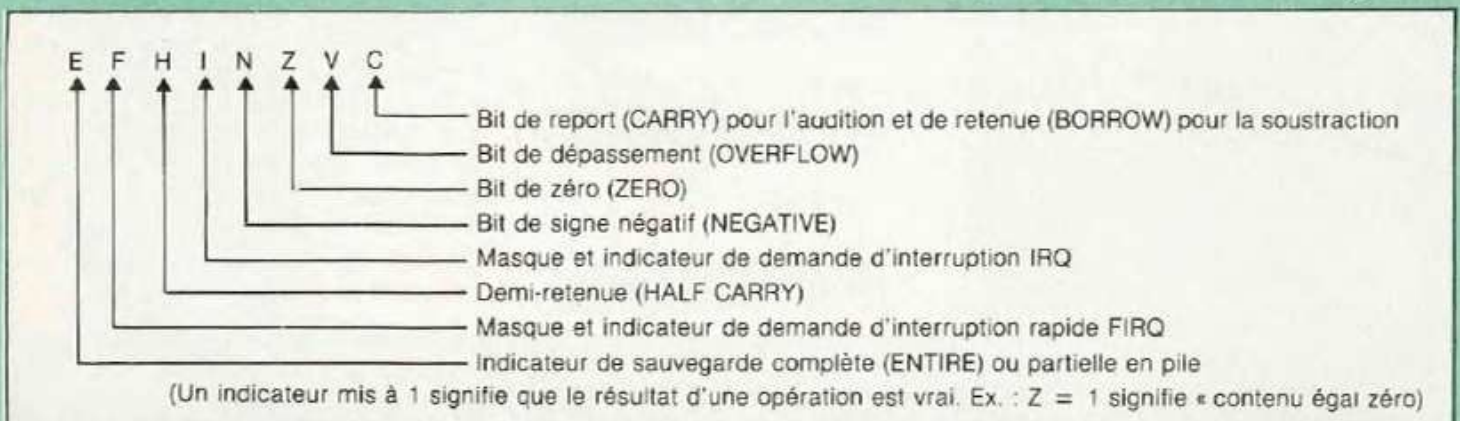 E F H I N Z V C
Bit de report (CARRY) pour l'audition et de retenue (BORROW) pour la soustraction
Bit de dépassement (OVERFLOW)
Bit de zéro (ZERO)
Bit de signe négatif (NEGATIVE)
Masque et indicateur de demande d'interruption IRQ
Demi-retenue (HALF CARRY)
Masque et indicateur de demande d'interruption rapide FIRQ
Indicateur de sauvegarde complète (ENTIRE) ou partielle en pile
(Un indicateur mis à 1 signifie que le résultat d'une opération est vrai. Ex. : Z = 1 signifie « contenu égal zéro)